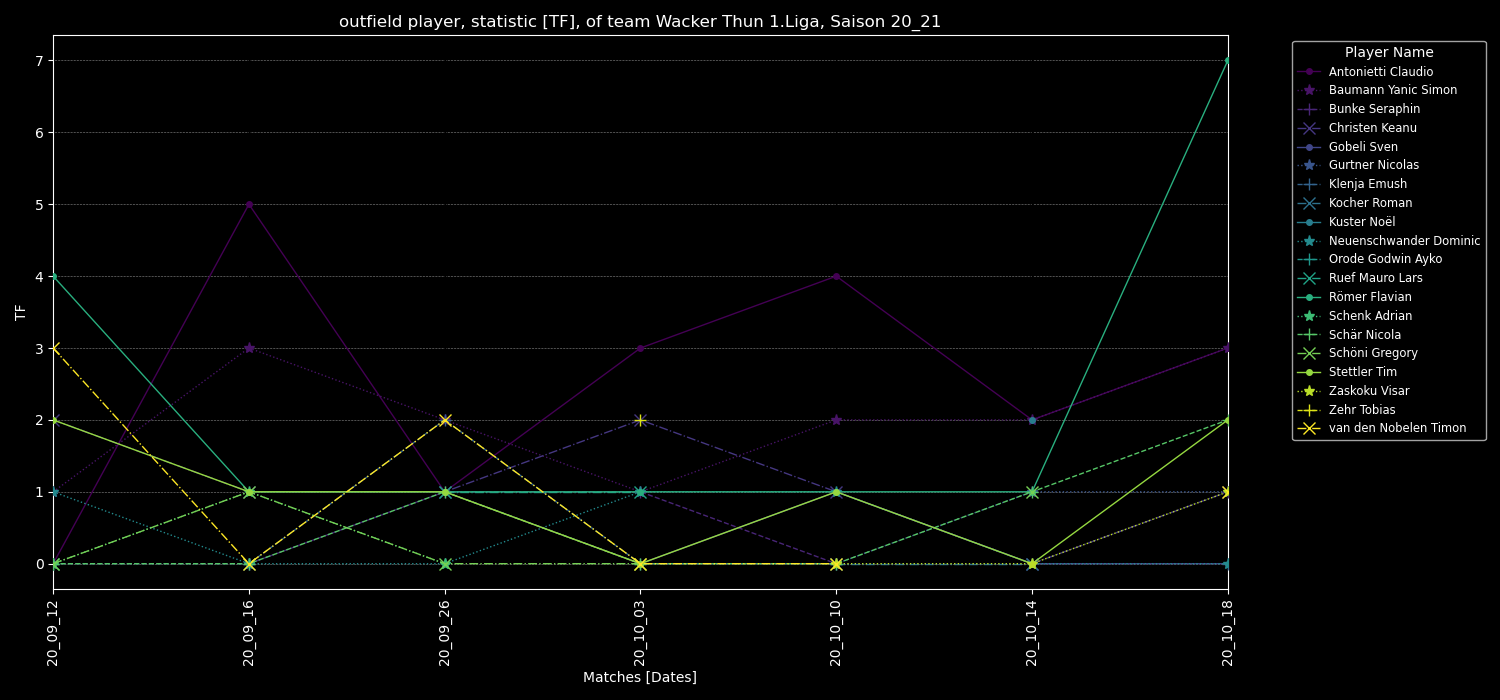 outfield player, statistic [TF], of team Wacker Thun 1.Liga, Saison 20_21
7
6
5
4
3
2
1
0
TF
20_09_12
20_09_16
20_09_26
20_10_03
20_10_10
20_10_14
20_10_18
Matches [Dates]
Player Name
Antonietti Claudio
Baumann Yanic Simon
Bunke Seraphin
Christen Keanu
Gobeli Sven
Gurtner Nicolas
Klenja Emush
Kocher Roman
Kuster Noël
Neuenschwander Dominic
Orode Godwin Ayko
Ruef Mauro Lars
Römer Flavian
Schenk Adrian
Schär Nicola
Schöni Gregory
Stettler Tim
Zaskoku Visar
Zehr Tobias
van den Nobelen Timon